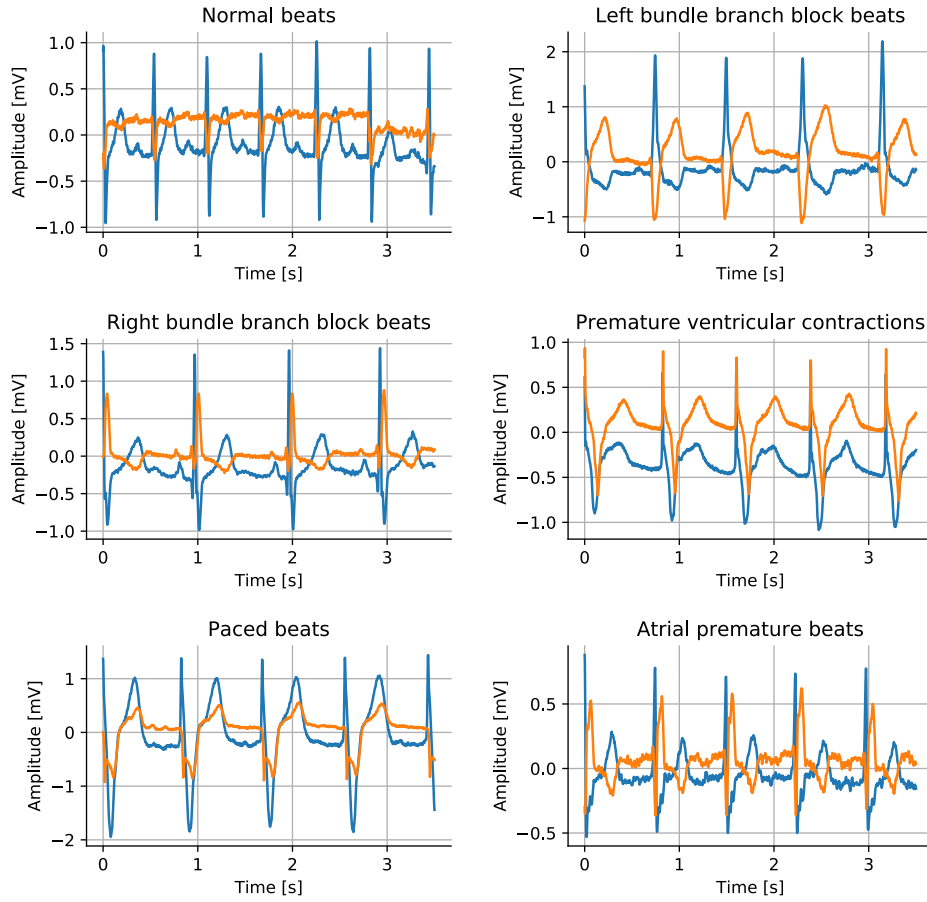 Normal beats
1.0
0.5
0.0
−0.5
−1.0
Amplitude [mV]
0 1 2 3
Time [s]
Left bundle branch block beats
2
1
0
−1
Amplitude [mV]
0 1 2 3
Time [s]
Right bundle branch block beats
1.5
1.0
0.5
0.0
−0.5
−1.0
Amplitude [mV]
0 1 2 3
Time [s]
Premature ventricular contractions
1.0
0.5
0.0
−0.5
−1.0
Amplitude [mV]
0 1 2 3
Time [s]
Paced beats
1
0
−1
−2
Amplitude [mV]
0 1 2 3
Time [s]
Atrial premature beats
0.5
0.0
−0.5
Amplitude [mV]
0 1 2 3
Time [s]